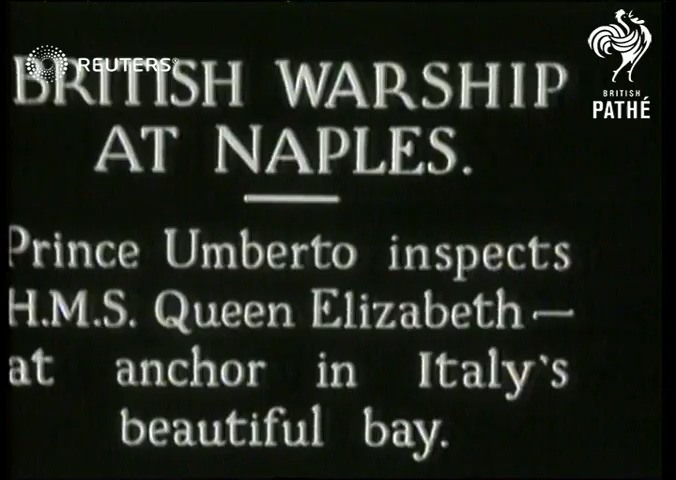 REUTERS
BRITISH
PATHÉ
BRITISH WARSHIP
AT NAPLES.
Prince Umberto inspects
H.M.S. Queen Elizabeth—
at anchor in Italy's
beautiful bay.